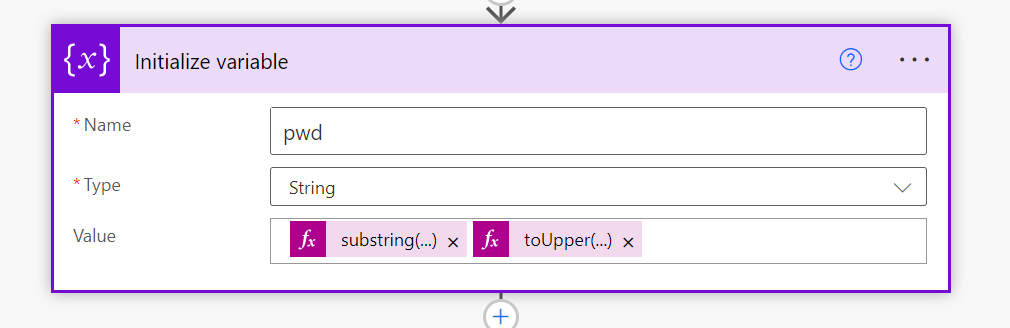 {x} Initialize variable ? ...
* Name pwd
* Type String
Value fx substring(...) × fx toUpper(...) ×